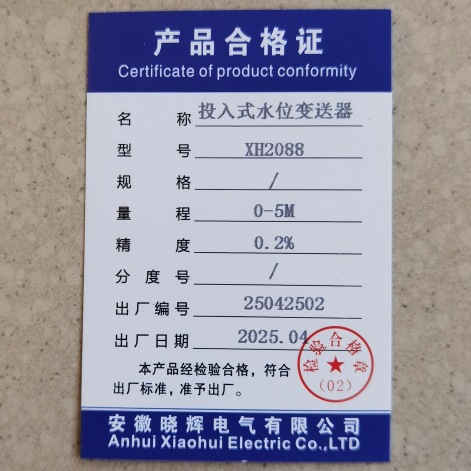 产品合格证
Certificate of product conformity
名 称 投入式水位变送器
型 号 XH2088
规 格 /
量 程 0-5M
精 度 0.2%
分 度 号 /
出厂编号 25042502
出厂日期 2025.04
检验合格章
(02)
本产品经检验合格，符合
出厂标准，准予出厂。
安徽晓辉电气有限公司
Anhui Xiaohui Electric Co.,LTD